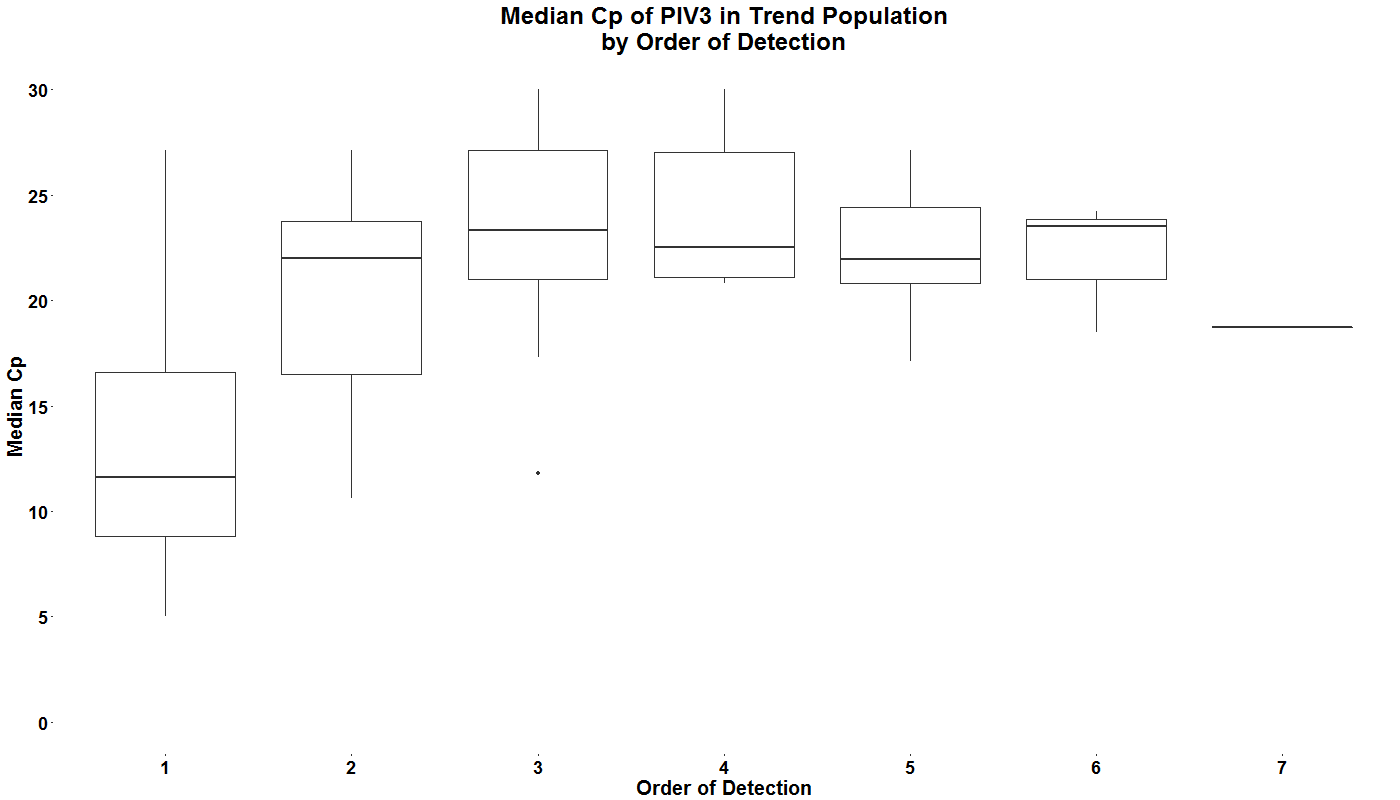 Median Cp of PIV3 in Trend Population
by Order of Detection
30
25
20
15
10
5
0
Median Cp
1 2 3 4 5 6 7
Order of Detection